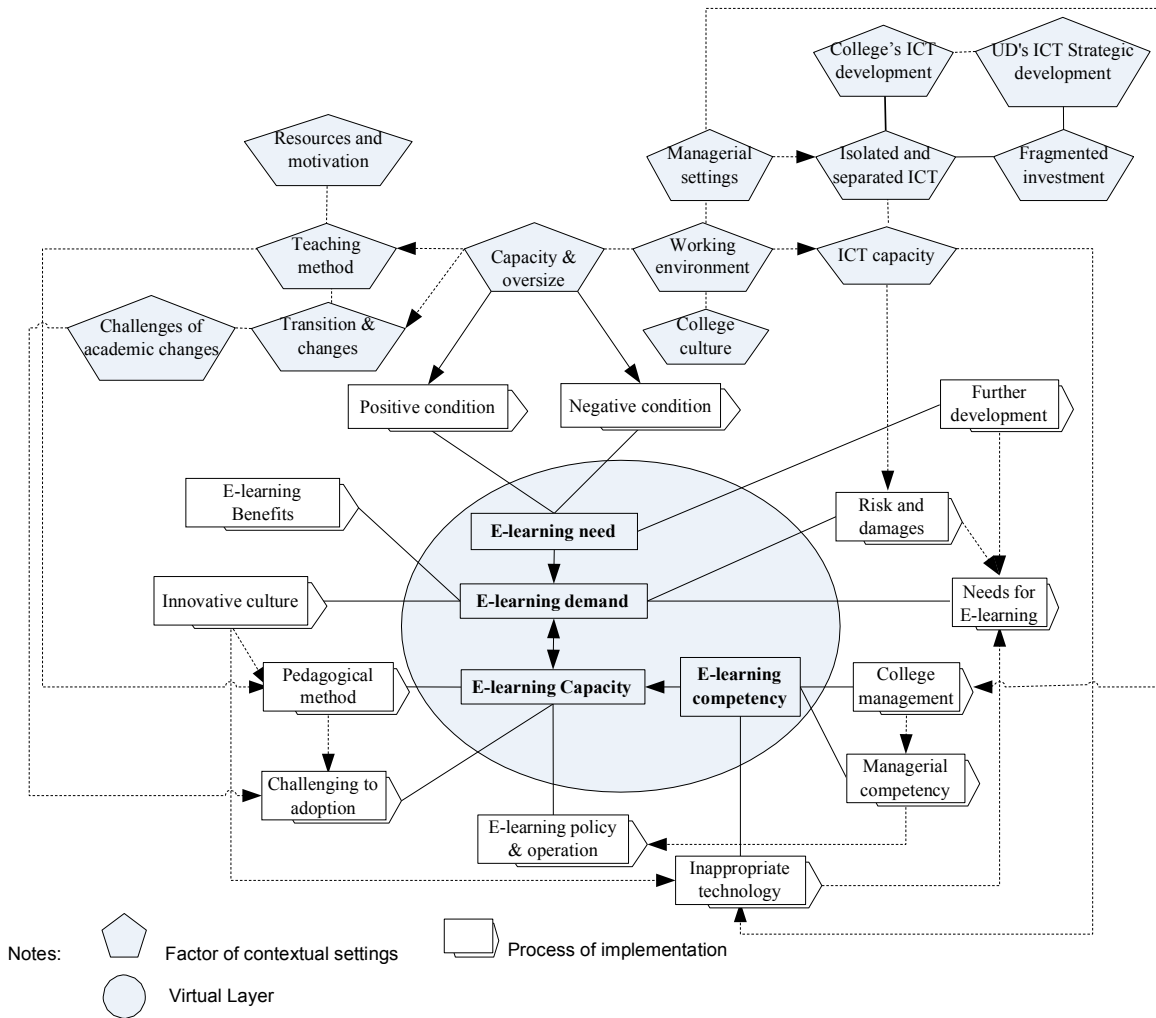 College's ICT
development
UD's ICT Strategic
development
Resources and
motivation
Managerial
settings
Isolated and
separated ICT
Fragmented
investment
Teaching
method
Capacity &
oversize
Working
environment
ICT capacity
Challenges of
academic changes
Transition &
changes
College
culture
Positive condition
Negative condition
Further
development
E-learning
Benefits
E-learning need
Risk and
damages
Innovative culture
E-learning demand
Needs for
E-learning
Pedagogical
method
E-learning Capacity
E-learning
competency
College
management
Challenging to
adoption
Managerial
competency
E-learning policy
& operation
Inappropriate
technology
Notes:
Factor of contextual settings
Process of implementation
Virtual Layer